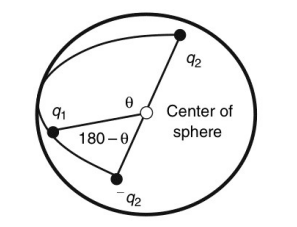 q2
q1
θ
Center of
sphere
180 – θ
–q2